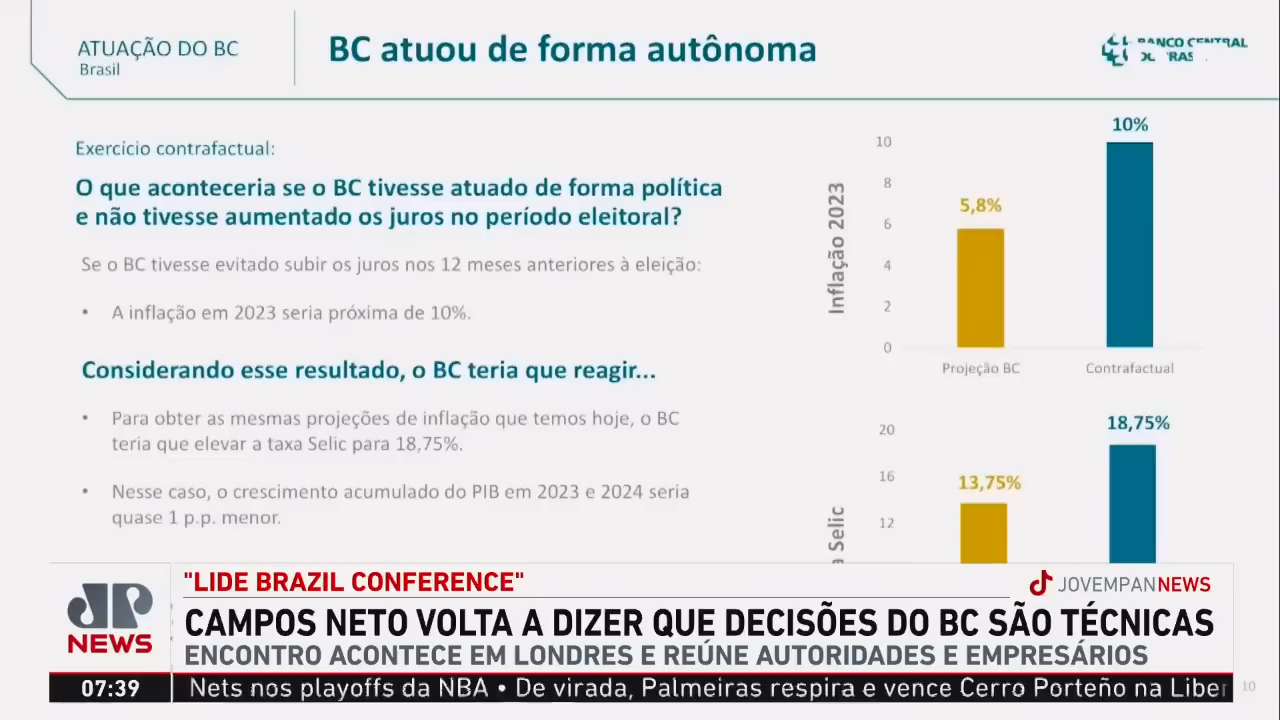 ATUAÇÃO DO BC
Brasil
BC atuou de forma autônoma
BANCO CENTRAL
Exercício contrafactual:
O que aconteceria se o BC tivesse atuado de forma política
e não tivesse aumentado os juros no período eleitoral?
Se o BC tivesse evitado subir os juros nos 12 meses anteriores à eleição:
• A inflação em 2023 seria próxima de 10%.
Considerando esse resultado, o BC teria que reagir...
• Para obter as mesmas projeções de inflação que temos hoje, o BC
teria que elevar a taxa Selic para 18,75%.
• Nesse caso, o crescimento acumulado do PIB em 2023 e 2024 seria
quase 1 p.p. menor.
Inflação 2023
10
8
6
4
2
0
5,8%
10%
Projeção BC
Contrafactual
a Selic
20
16
12
13,75%
18,75%
JP
NEWS
"LIDE BRAZIL CONFERENCE"
JOVEMPANNEWS
CAMPOS NETO VOLTA A DIZER QUE DECISÕES DO BC SÃO TÉCNICAS
ENCONTRO ACONTECE EM LONDRES E REÚNE AUTORIDADES E EMPRESÁRIOS
07:39
Nets nos playoffs da NBA • De virada, Palmeiras respira e vence Cerro Porteño na Liber
10